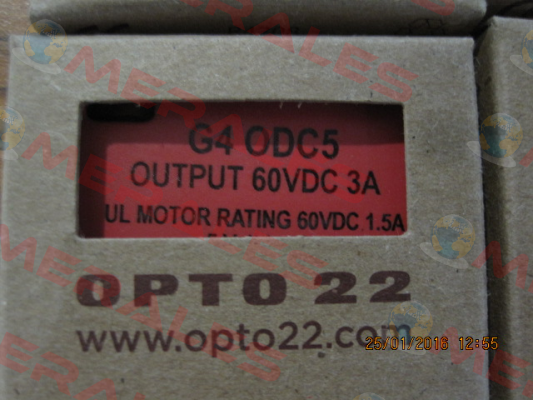 G4 ODC5
OUTPUT 60VDC 3A
UL MOTOR RATING 60VDC 1.5A
OPTO 22
www.opto22.com
25/01/2016 12:55
MERALES